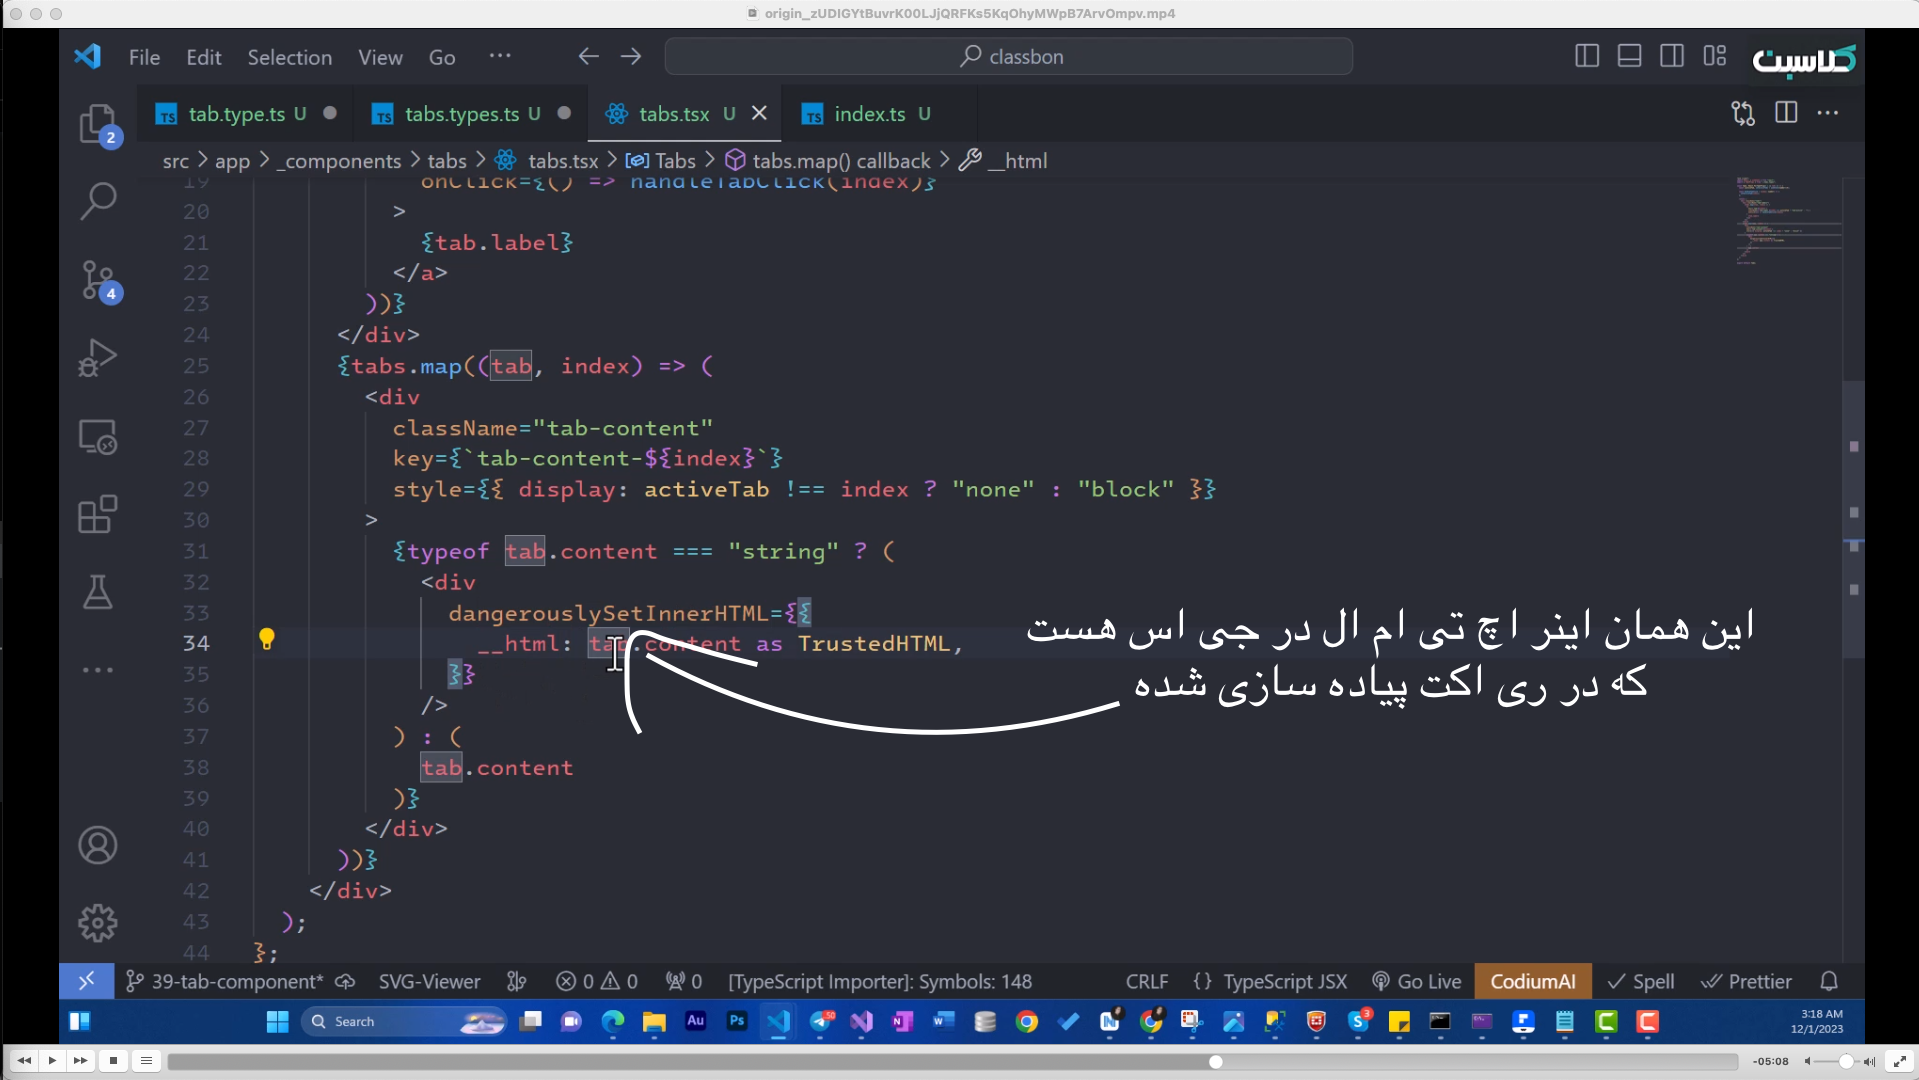 origin_zUDIGYtBuvrK00LJjQRFKs5KqOhyMWpB7ArvOmpv.mp4
File Edit Selection View Go ··· classbon کلاسبن
2 tab.type.ts U tabs.types.ts U tabs.tsx U index.ts U
src > app > _components > tabs > tabs.tsx > Tabs > tabs.map() callback > __html
19 onClick={() => handleTabClick(index)}
20 >
21 {tab.label}
22 </a>
23 ))}
24 </div>
25 {tabs.map((tab, index) => (
26 <div
27 className="tab-content"
28 key={`tab-content-${index}`}
29 style={{ display: activeTab !== index ? "none" : "block" }}
30 >
31 {typeof tab.content === "string" ? (
32 <div
33 dangerouslySetInnerHTML={{
34 __html: tab.content as TrustedHTML,
35 }}
36 />
37 ) : (
38 tab.content
39 )}
40 </div>
41 ))}
42 </div>
43 );
44 };
4
این همان اینر اچ تی ام ال در جی اس هست
که در ری اکت پیاده سازی شده
39-tab-component* SVG-Viewer 0 0 0 [TypeScript Importer]: Symbols: 148 CRLF {} TypeScript JSX Go Live CodiumAI Spell Prettier
Search Au Ps 30 3 3:18 AM
12/1/2023
-05:08